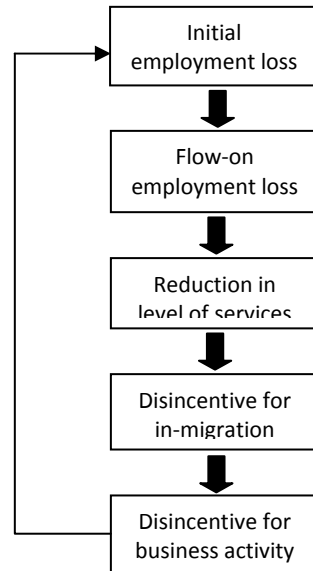 Initial
employment loss
Flow-on
employment loss
Reduction in
level of services
Disincentive for
in-migration
Disincentive for
business activity